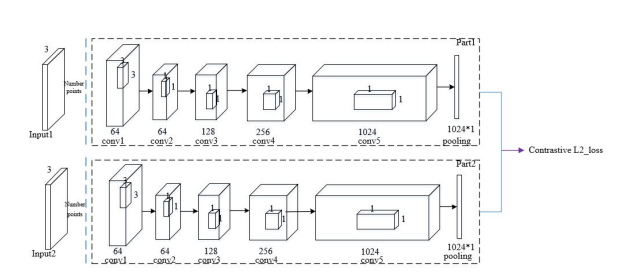 Part1
3
3
3
1
1
1
1
1
1
1
1
Number
points
Input1
64
64
128
256
1024
1024*1
conv1
conv2
conv3
conv4
conv5
pooling
Contrastive L2_loss
Part2
3
3
3
1
1
1
1
1
1
1
1
Number
points
Input2
64
64
128
256
1024
1024*1
conv1
conv2
conv3
conv4
conv5
pooling